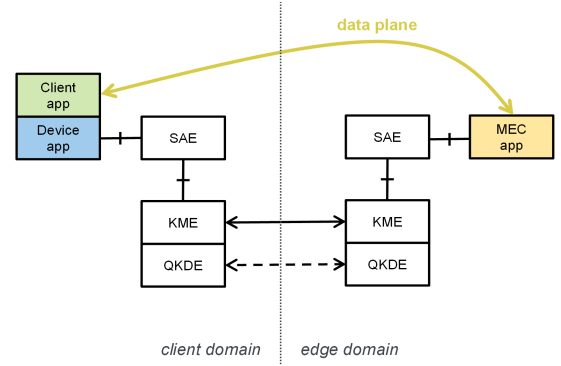 data plane
Client
app
Device
app
SAE
SAE
MEC
app
KME
KME
QKDE
QKDE
client domain
edge domain